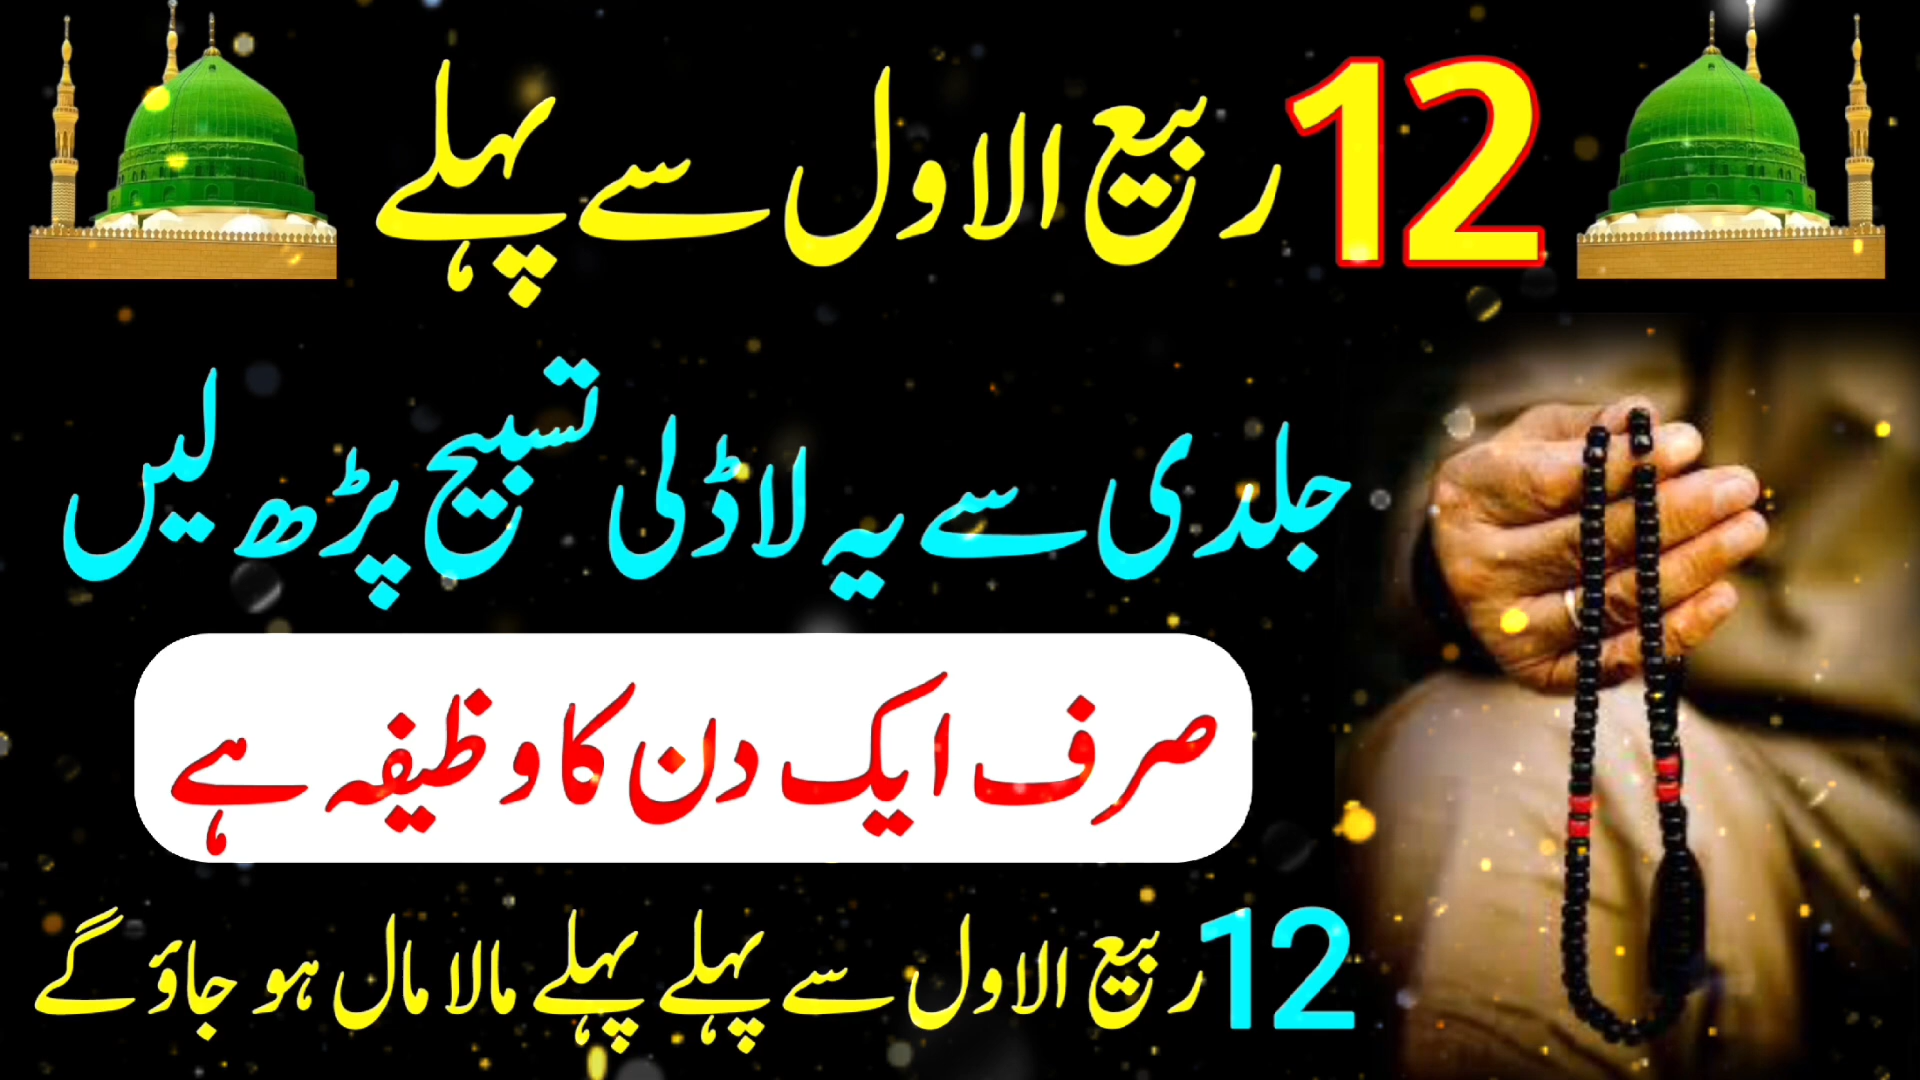 12 ربیع الاول سے پہلے
جلدی سے یہ لاڈلی تسبیح پڑھ لیں
صرف ایک دن کا وظیفہ ہے
12 ربیع الاول سے پہلے پہلے مالا مال ہو جاؤ گے